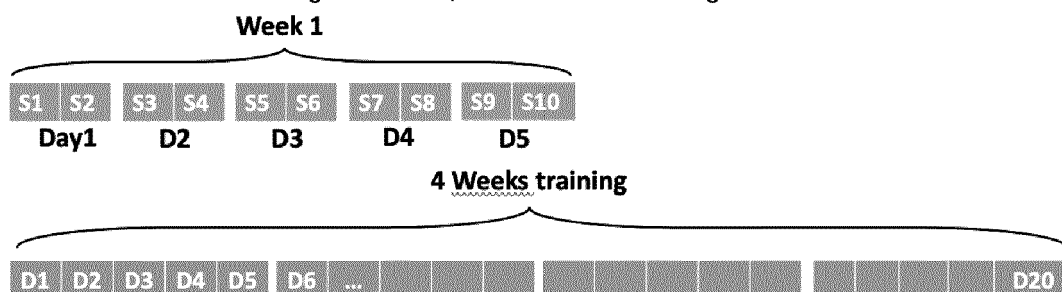 Week 1
S1 S2 S3 S4 S5 S6 S7 S8 S9 S10
Day1 D2 D3 D4 D5
4 Weeks training
D1 D2 D3 D4 D5 D6 ... D20